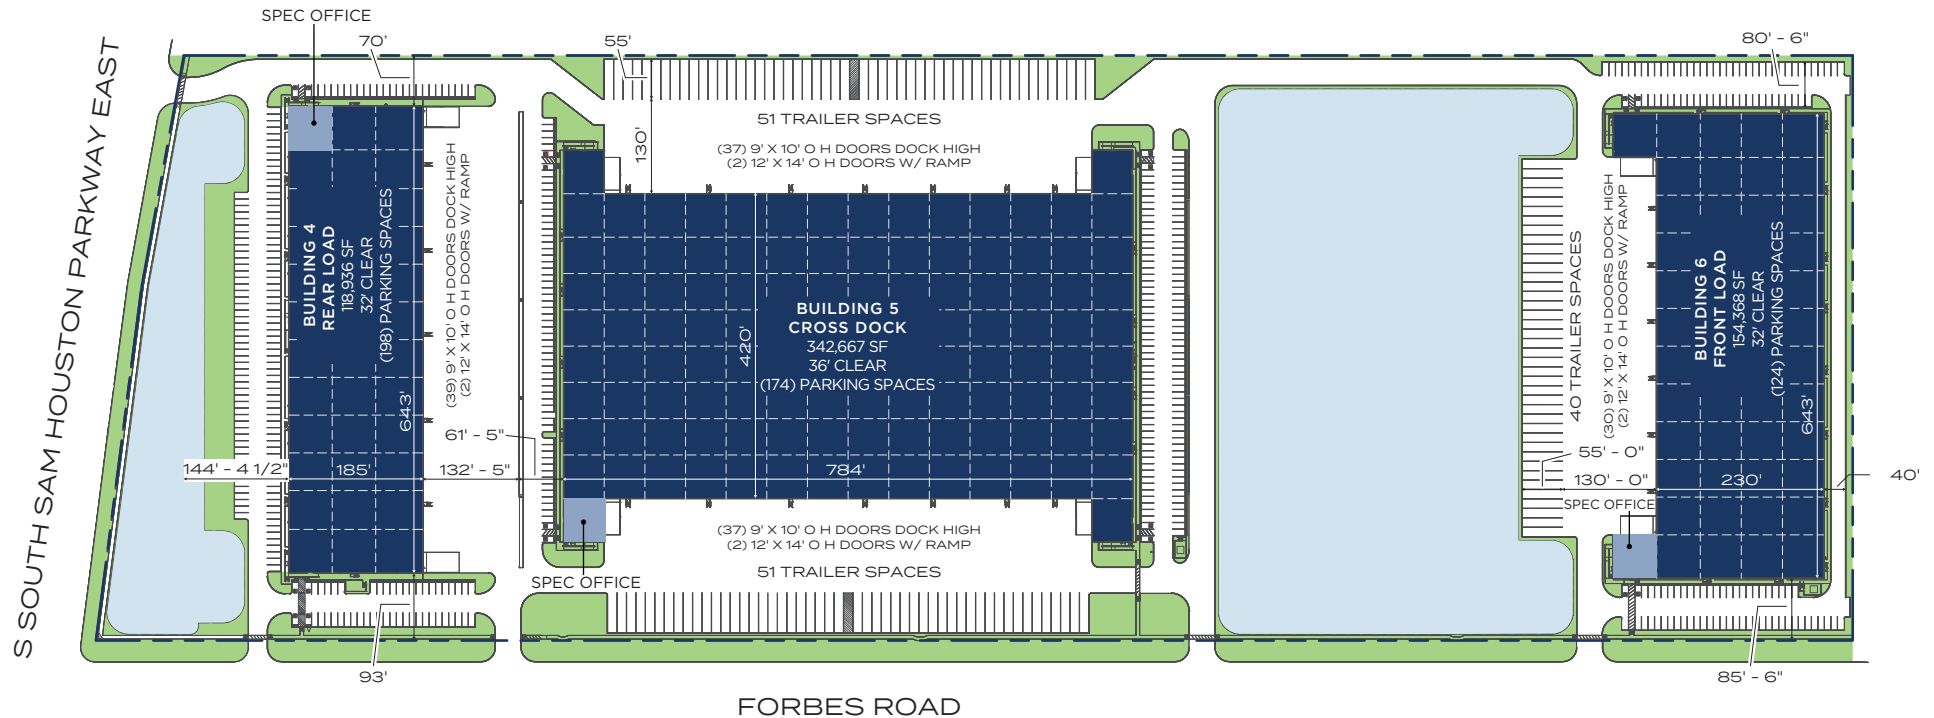 SPEC OFFICE
70'
55'
80' - 6"
S SOUTH SAM HOUSTON PARKWAY EAST
BUILDING 4
REAR LOAD
118,936 SF
32' CLEAR
(198) PARKING SPACES
643'
185'
144' - 4 1/2"
(39) 9' X 10' O H DOORS DOCK HIGH
(2) 12' X 14' O H DOORS W/ RAMP
61' - 5"
132' - 5"
93'
51 TRAILER SPACES
130'
(37) 9' X 10' O H DOORS DOCK HIGH
(2) 12' X 14' O H DOORS W/ RAMP
BUILDING 5
CROSS DOCK
342,667 SF
36' CLEAR
(174) PARKING SPACES
420'
784'
(37) 9' X 10' O H DOORS DOCK HIGH
(2) 12' X 14' O H DOORS W/ RAMP
51 TRAILER SPACES
SPEC OFFICE
40 TRAILER SPACES
(30) 9' X 10' O H DOORS DOCK HIGH
(2) 12' X 14' O H DOORS W/ RAMP
BUILDING 6
FRONT LOAD
154,368 SF
32' CLEAR
(124) PARKING SPACES
643'
55' - 0"
130' - 0"
230'
40'
SPEC OFFICE
85' - 6"
FORBES ROAD